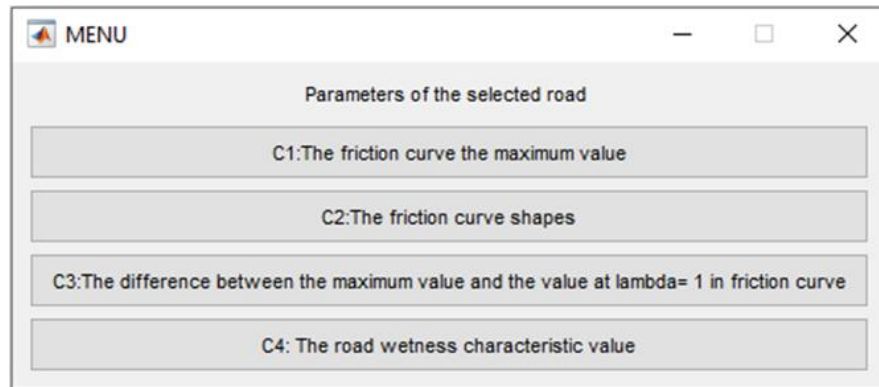 MENU
Parameters of the selected road
C1:The friction curve the maximum value
C2:The friction curve shapes
C3:The difference between the maximum value and the value at lambda= 1 in friction curve
C4: The road wetness characteristic value